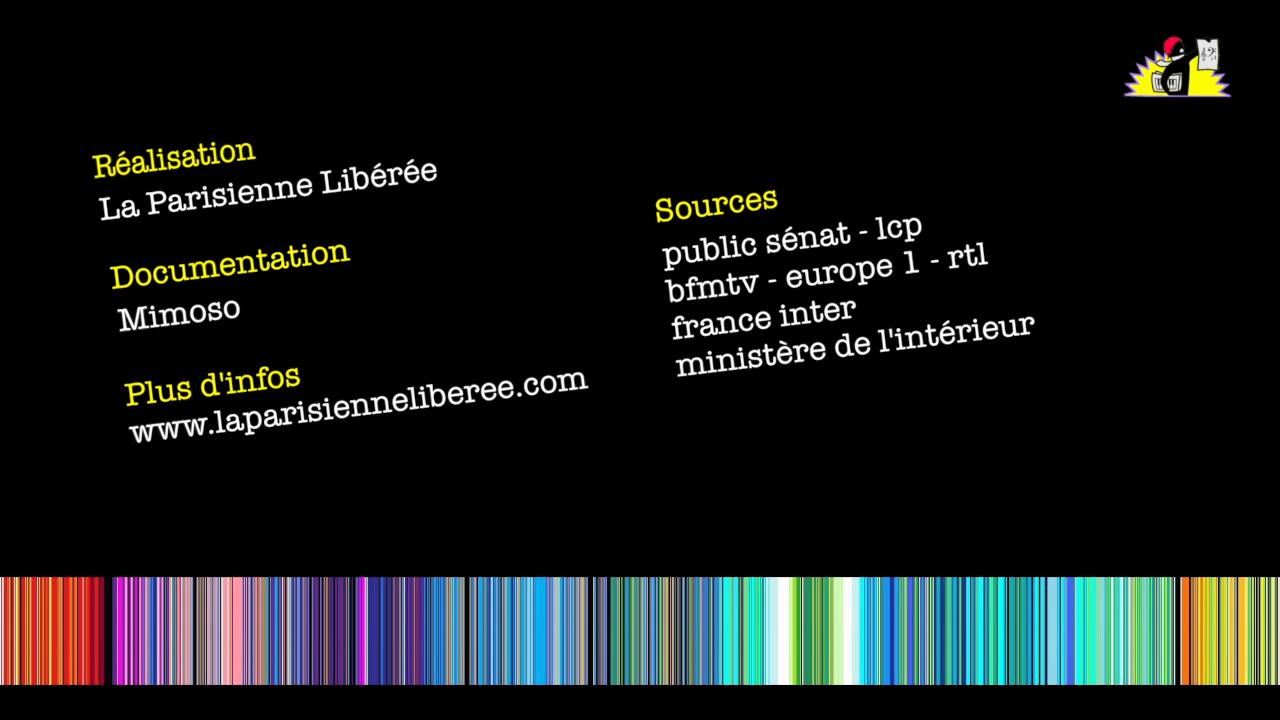 Réalisation
La Parisienne Libérée
Documentation
Mimoso
Plus d'infos
www.laparisienneliberee.com
Sources
public sénat - lcp
bfmtv - europe 1 - rtl
france inter
ministère de l'intérieur